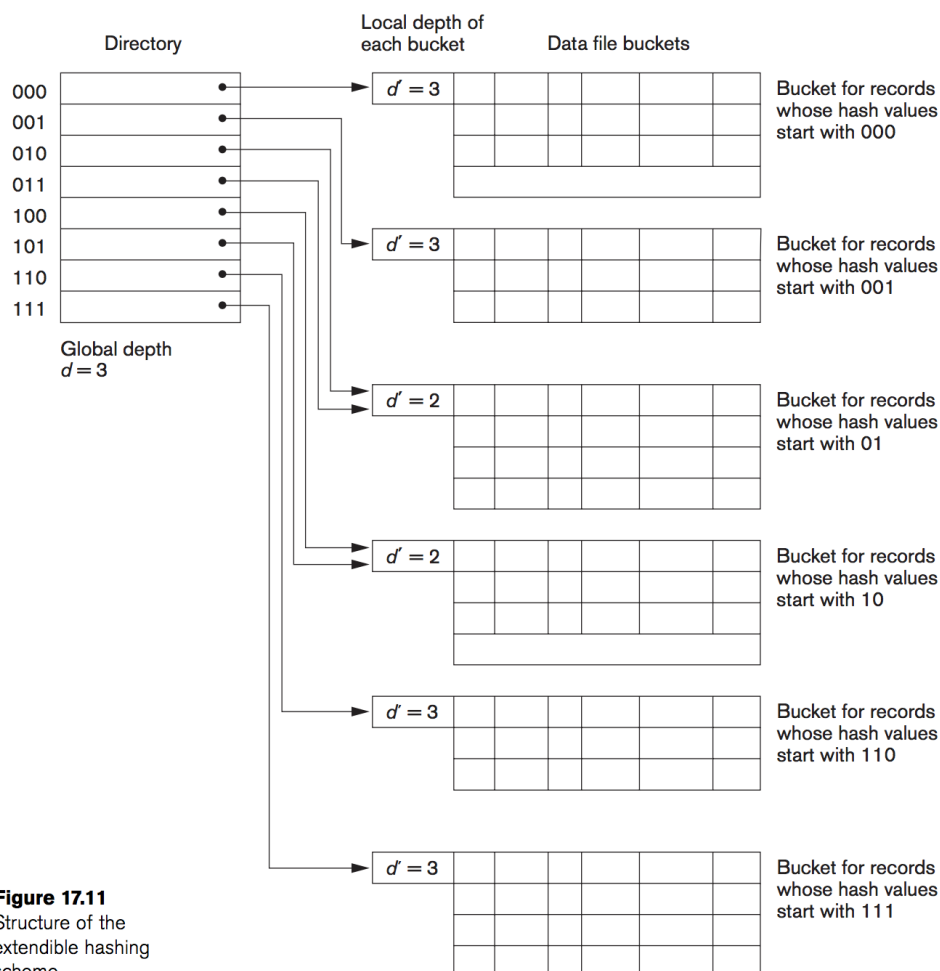 Directory
Local depth of
each bucket
Data file buckets
000
001
010
011
100
101
110
111
Global depth
d = 3
d′ = 3
Bucket for records
whose hash values
start with 000
d′ = 3
Bucket for records
whose hash values
start with 001
d′ = 2
Bucket for records
whose hash values
start with 01
d′ = 2
Bucket for records
whose hash values
start with 10
d′ = 3
Bucket for records
whose hash values
start with 110
d′ = 3
Bucket for records
whose hash values
start with 111
Figure 17.11
Structure of the
extendible hashing
scheme